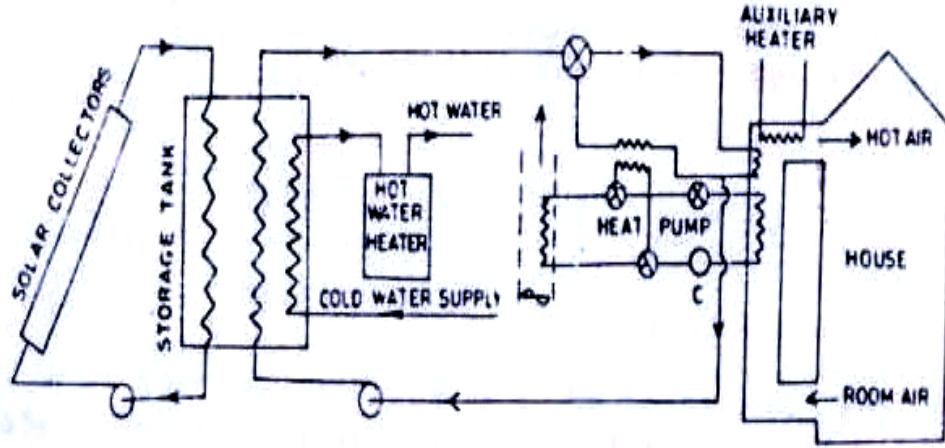 AUXILIARY
HEATER
SOLAR COLLECTORS
STORAGE TANK
HOT WATER
HOT
WATER
HEATER
COLD WATER SUPPLY
HEAT PUMP
C
HOT AIR
HOUSE
ROOM AIR